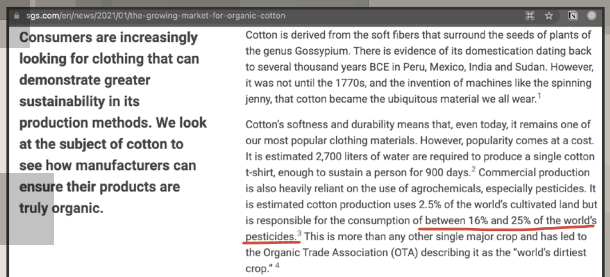 sgs.com/en/news/2021/01/the-growing-market-for-organic-cotton
Consumers are increasingly
looking for clothing that can
demonstrate greater
sustainability in its
production methods. We look
at the subject of cotton to
see how manufacturers can
ensure their products are
truly organic.
Cotton is derived from the soft fibers that surround the seeds of plants of
the genus Gossypium. There is evidence of its domestication dating back
to several thousand years BCE in Peru, Mexico, India and Sudan. However,
it was not until the 1770s, and the invention of machines like the spinning
jenny, that cotton became the ubiquitous material we all wear.1
Cotton's softness and durability means that, even today, it remains one of
our most popular clothing materials. However, popularity comes at a cost.
It is estimated 2,700 liters of water are required to produce a single cotton
t-shirt, enough to sustain a person for 900 days.2 Commercial production
is also heavily reliant on the use of agrochemicals, especially pesticides. It
is estimated cotton production uses 2.5% of the world's cultivated land but
is responsible for the consumption of between 16% and 25% of the world's
pesticides.3 This is more than any other single major crop and has led to
the Organic Trade Association (OTA) describing it as the "world's dirtiest
crop." 4